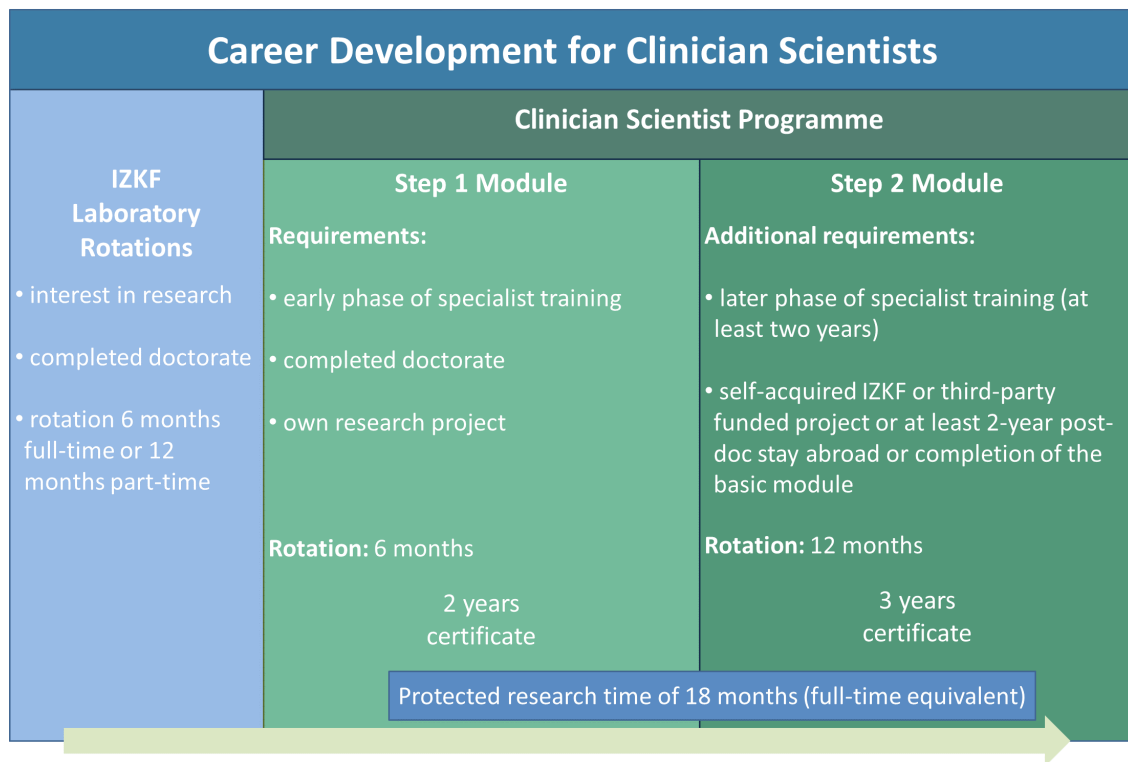 Career Development for Clinician Scientists
IZKF
Laboratory
Rotations
• interest in research
• completed doctorate
• rotation 6 months
full-time or 12
months part-time
Clinician Scientist Programme
Step 1 Module
Requirements:
• early phase of specialist training
• completed doctorate
• own research project
Rotation: 6 months
2 years
certificate
Step 2 Module
Additional requirements:
• later phase of specialist training (at
least two years)
• self-acquired IZKF or third-party
funded project or at least 2-year post-
doc stay abroad or completion of the
basic module
Rotation: 12 months
3 years
certificate
Protected research time of 18 months (full-time equivalent)